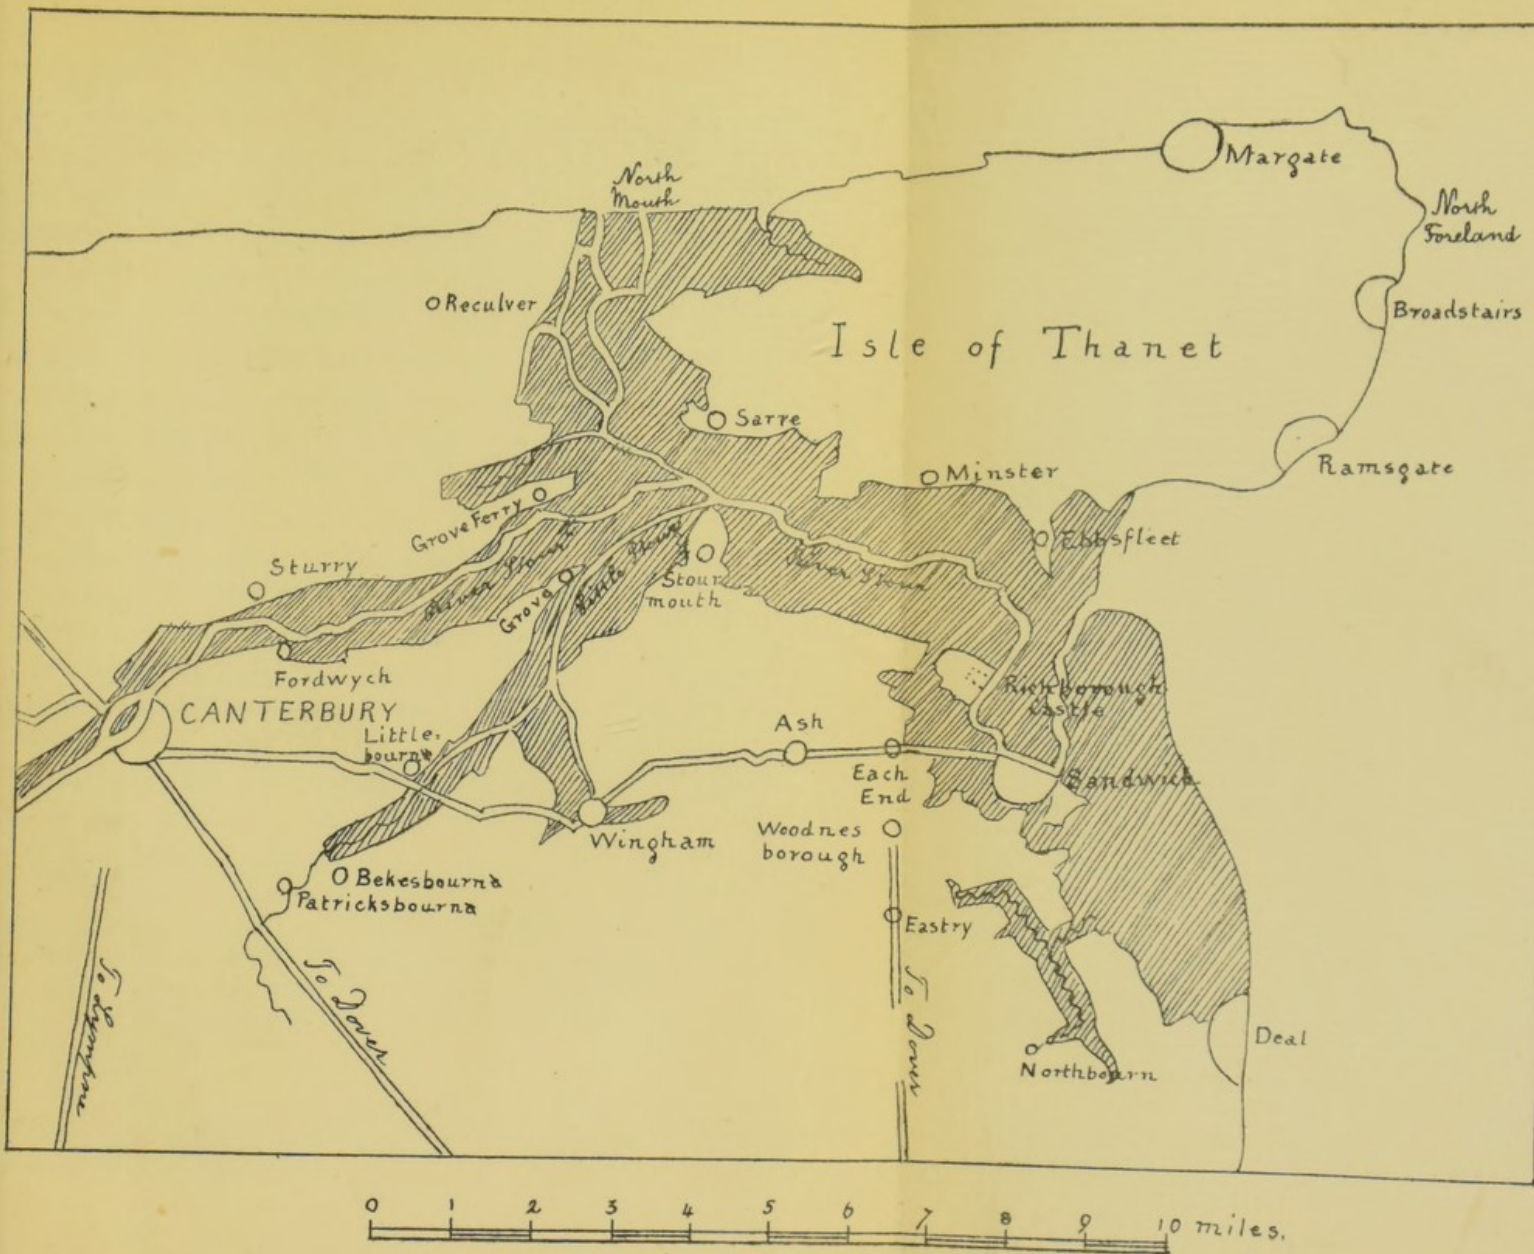 North
Mouth
Margate
North
Foreland
Reculver
Broadstairs
Isle of Thanet
Sarre
Minster
Ramsgate
Grove Ferry
Ebbsfleet
Sturry
River Stour
Little Stour
River Stour
Grove
Stour
mouth
Fordwych
Richborough
Castle
CANTERBURY
Little,
bourne
Ash
Each
End
Sandwich
Wingham
Woodnes
borough
Bekesbourne
Patricksbourne
Eastry
To Lympne
To Dover
To Dover
Deal
Northbourn
0 1 2 3 4 5 6 7 8 9 10 miles.